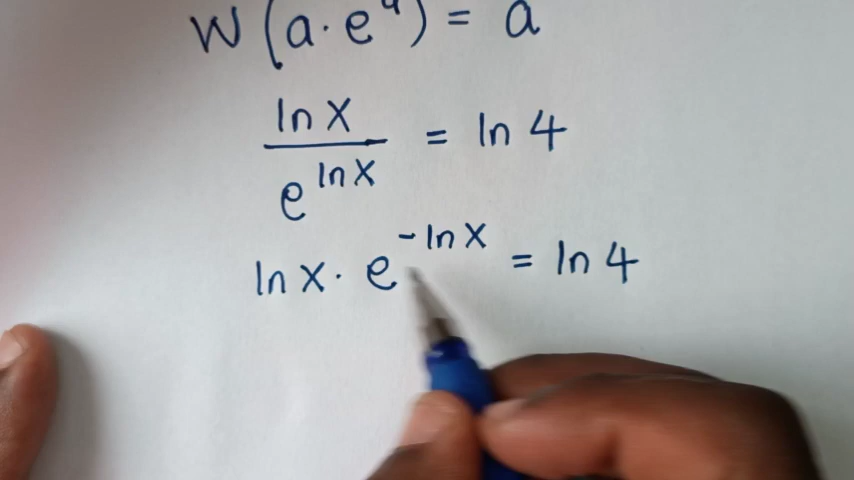 W(a·e^a) = a
ln x / e^ln x = ln 4
ln x · e^-ln x = ln 4